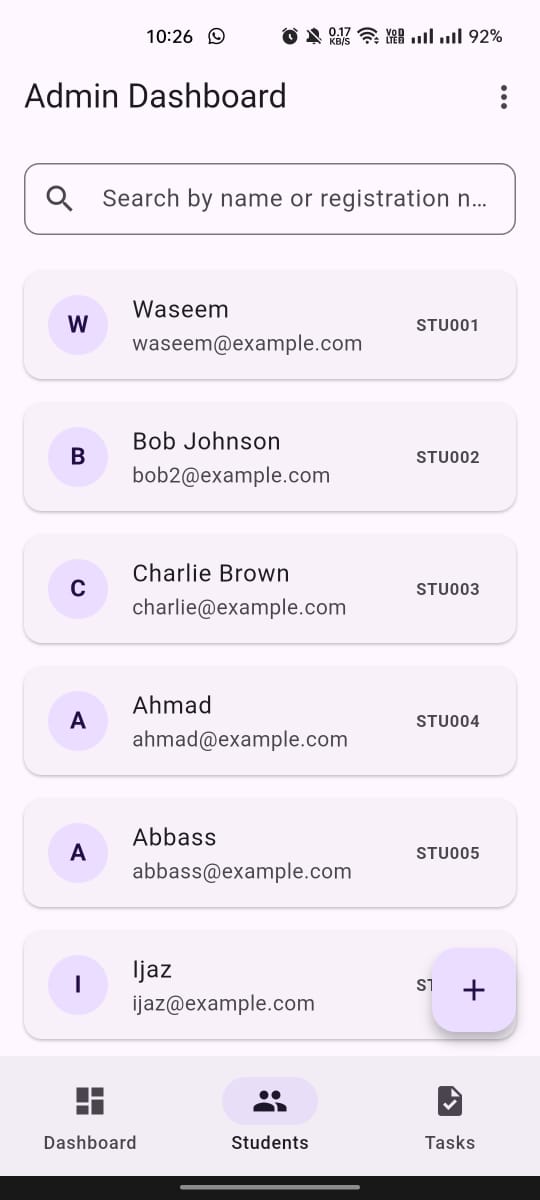 10:26 0.17 KB/S VoD LTE 92%
Admin Dashboard
Search by name or registration n...
W Waseem STU001
waseem@example.com
B Bob Johnson STU002
bob2@example.com
C Charlie Brown STU003
charlie@example.com
A Ahmad STU004
ahmad@example.com
A Abbass STU005
abbass@example.com
I Ijaz
ijaz@example.com
Dashboard Students Tasks